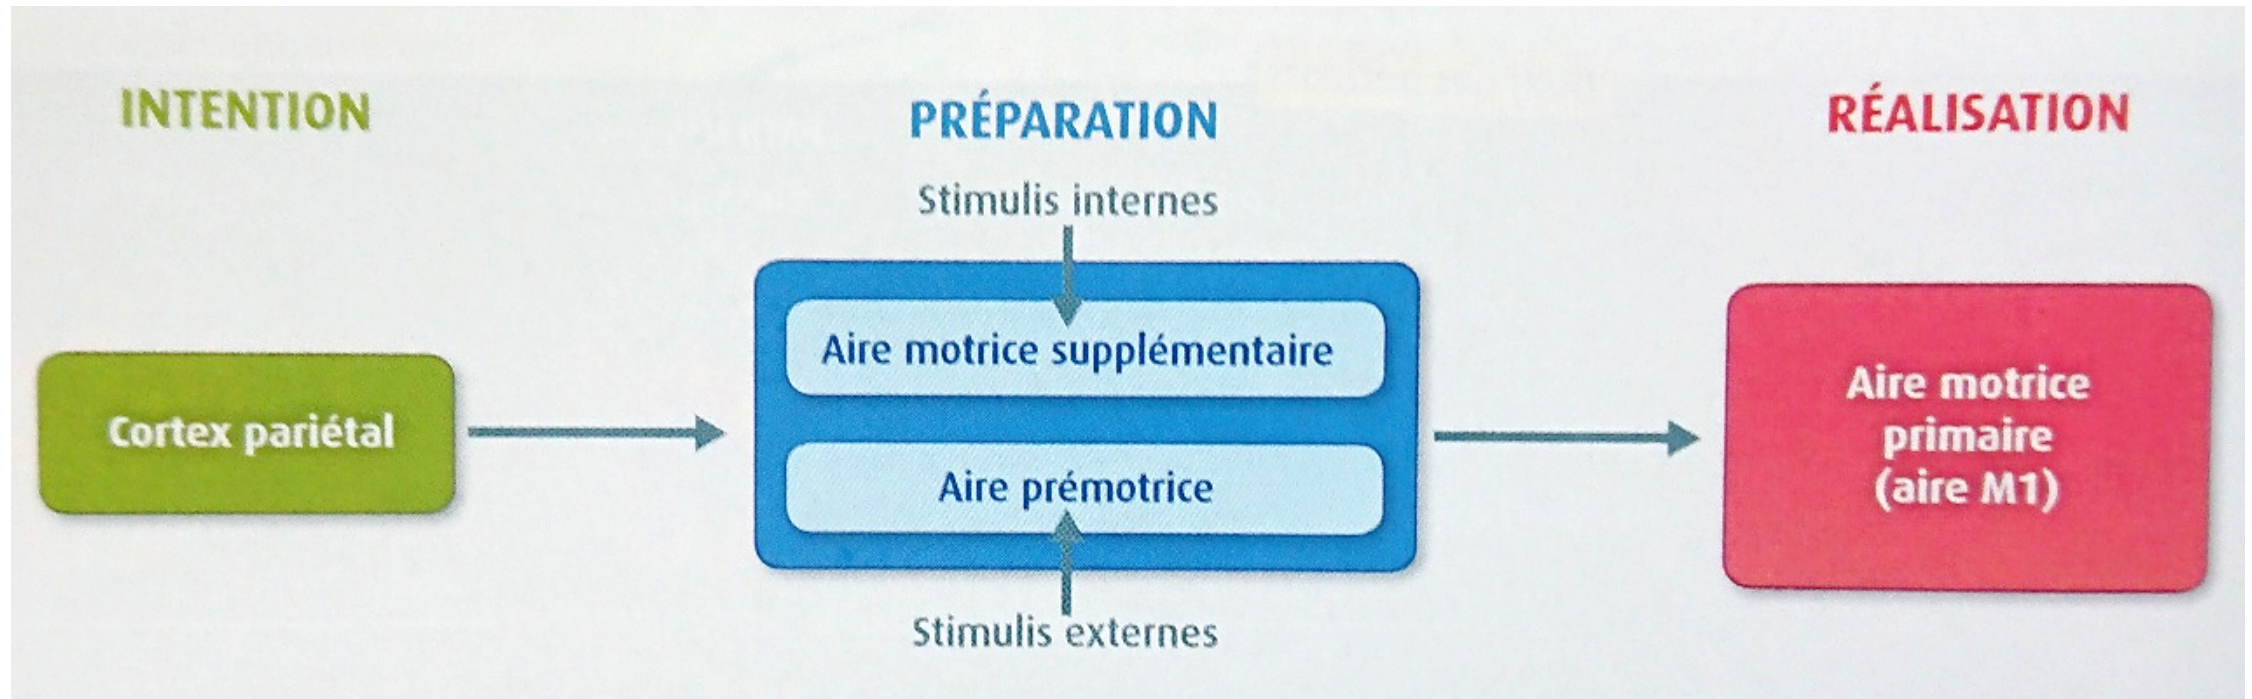 INTENTION
PRÉPARATION
RÉALISATION
Stimulis internes
Aire motrice supplémentaire
Cortex pariétal
Aire prémotrice
Aire motrice
primaire
(aire M1)
Stimulis externes